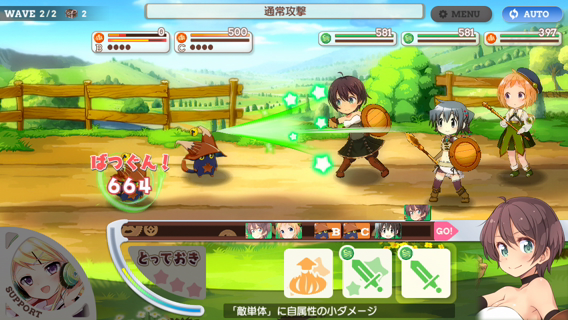 WAVE 2/2 2
通常攻撃
MENU
AUTO
0
B
500
C
581
581
397
ばつぐん!
664
B
C
GO!
とっておき
SUPPORT
「敵単体」に自属性の小ダメージ